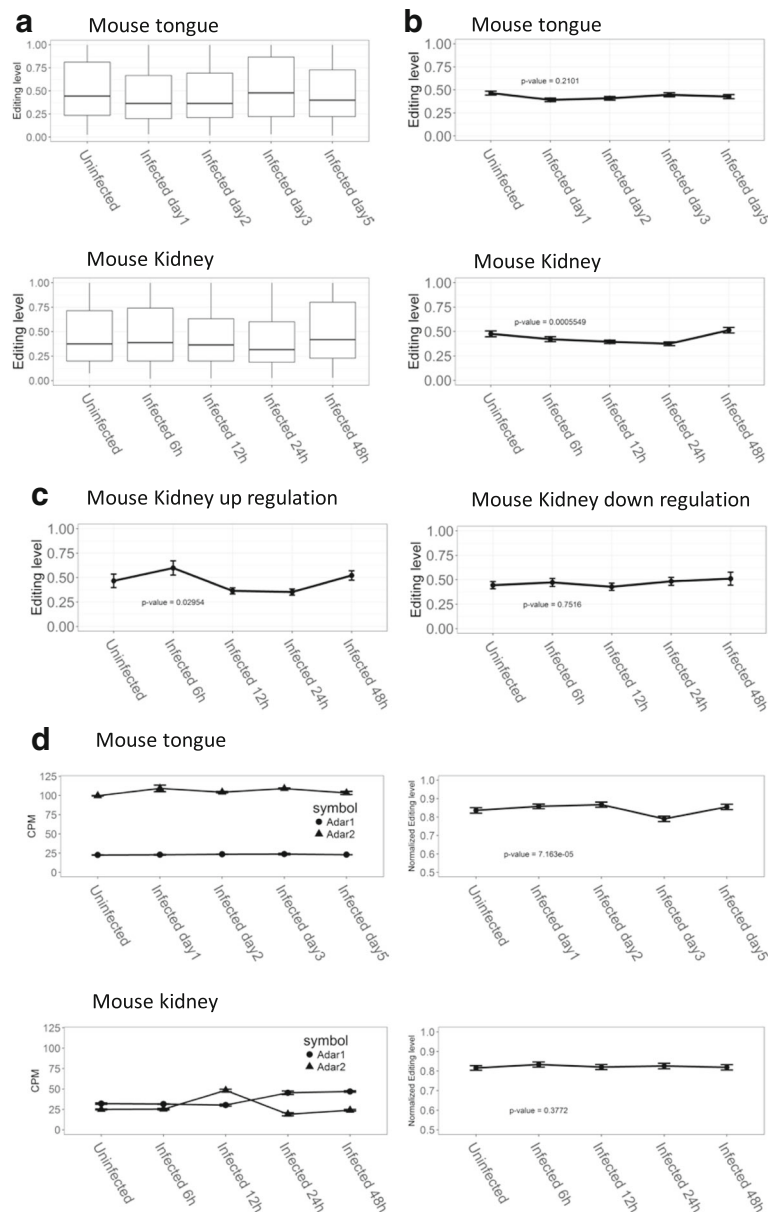 a
Mouse tongue
Editing level
1.00
0.75
0.50
0.25
0.00
Uninfected
Infected day1
Infected day2
Infected day3
Infected day5
b
Mouse tongue
Editing level
1.00
0.75
0.50
0.25
0.00
p-value = 0.2101
Uninfected
Infected day1
Infected day2
Infected day3
Infected day5
Mouse Kidney
Editing level
1.00
0.75
0.50
0.25
0.00
Uninfected
Infected 6h
Infected 12h
Infected 24h
Infected 48h
Mouse Kidney
Editing level
1.00
0.75
0.50
0.25
0.00
p-value = 0.0005549
Uninfected
Infected 6h
Infected 12h
Infected 24h
Infected 48h
c
Mouse Kidney up regulation
Editing level
1.00
0.75
0.50
0.25
0.00
p-value = 0.02954
Uninfected
Infected 6h
Infected 12h
Infected 24h
Infected 48h
Mouse Kidney down regulation
Editing level
1.00
0.75
0.50
0.25
0.00
p-value = 0.7516
Uninfected
Infected 6h
Infected 12h
Infected 24h
Infected 48h
d
Mouse tongue
CPM
125
100
75
50
25
0
symbol
Adar1
Adar2
Uninfected
Infected day1
Infected day2
Infected day3
Infected day5
Normalized Editing level
1.0
0.9
0.8
0.7
0.6
0.5
p-value = 7.163e-05
Uninfected
Infected day1
Infected day2
Infected day3
Infected day5
Mouse kidney
CPM
125
100
75
50
25
0
symbol
Adar1
Adar2
Uninfected
Infected 6h
Infected 12h
Infected 24h
Infected 48h
Normalized Editing level
1.0
0.9
0.8
0.7
0.6
0.5
p-value = 0.3772
Uninfected
Infected 6h
Infected 12h
Infected 24h
Infected 48h